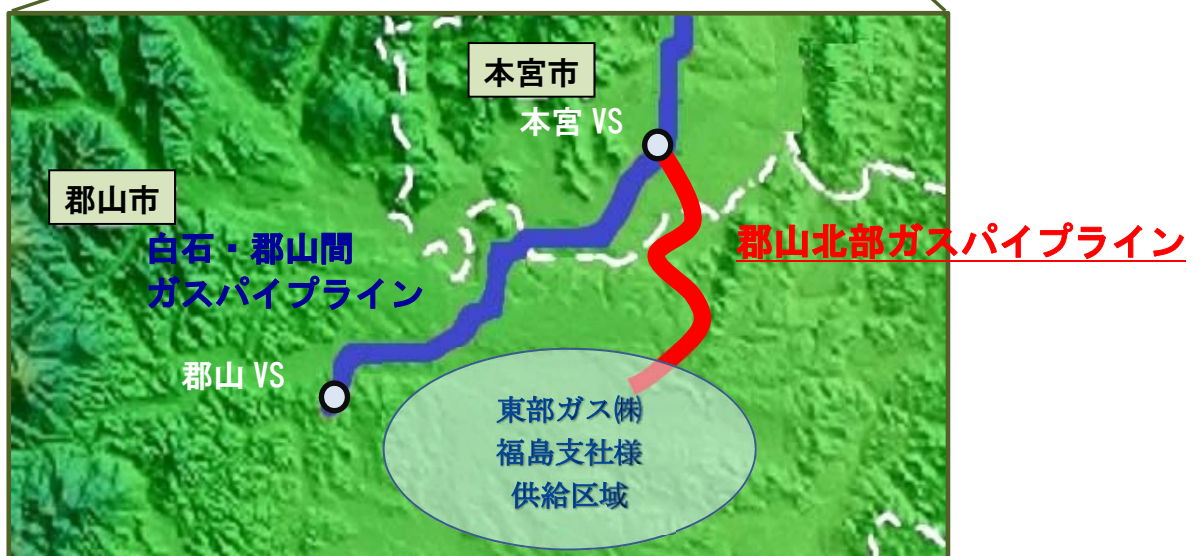 本宮市
本宮 VS
郡山市
白石・郡山間
ガスパイプライン
郡山北部ガスパイプライン
郡山 VS
東部ガス㈱
福島支社様
供給区域